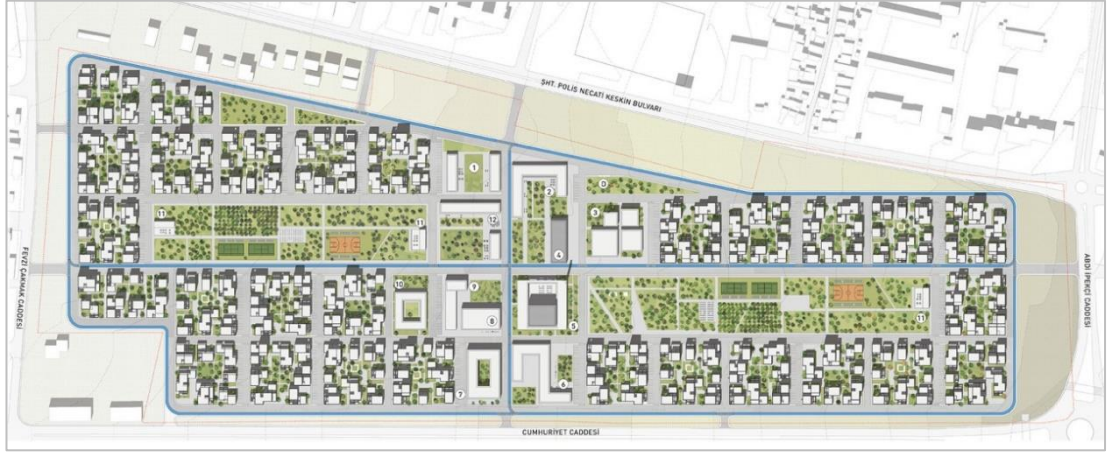 ŞHT. POLİS NECATİ KESKİN BULVARI
1
2
D
3
11
11
12
4
FEVZİ ÇAKMAK CADDESİ
ABDİ İPEKÇİ CADDESİ
10
9
8
5
11
7
6
CUMHURİYET CADDESİ